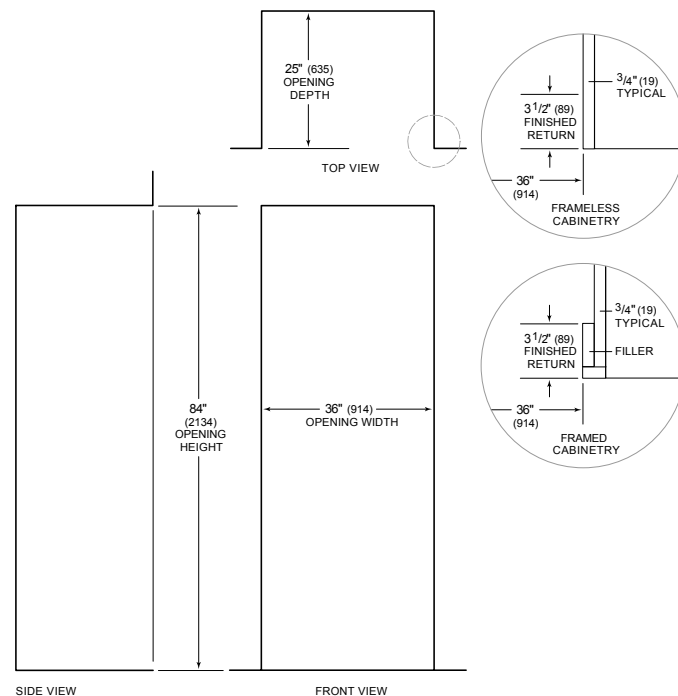 25" (635)
OPENING
DEPTH
TOP VIEW
3/4" (19)
TYPICAL
3 1/2" (89)
FINISHED
RETURN
36"
(914)
FRAMELESS
CABINETRY
3/4" (19)
TYPICAL
3 1/2" (89)
FINISHED
RETURN
FILLER
36"
(914)
FRAMED
CABINETRY
84"
(2134)
OPENING
HEIGHT
36" (914)
OPENING WIDTH
SIDE VIEW
FRONT VIEW